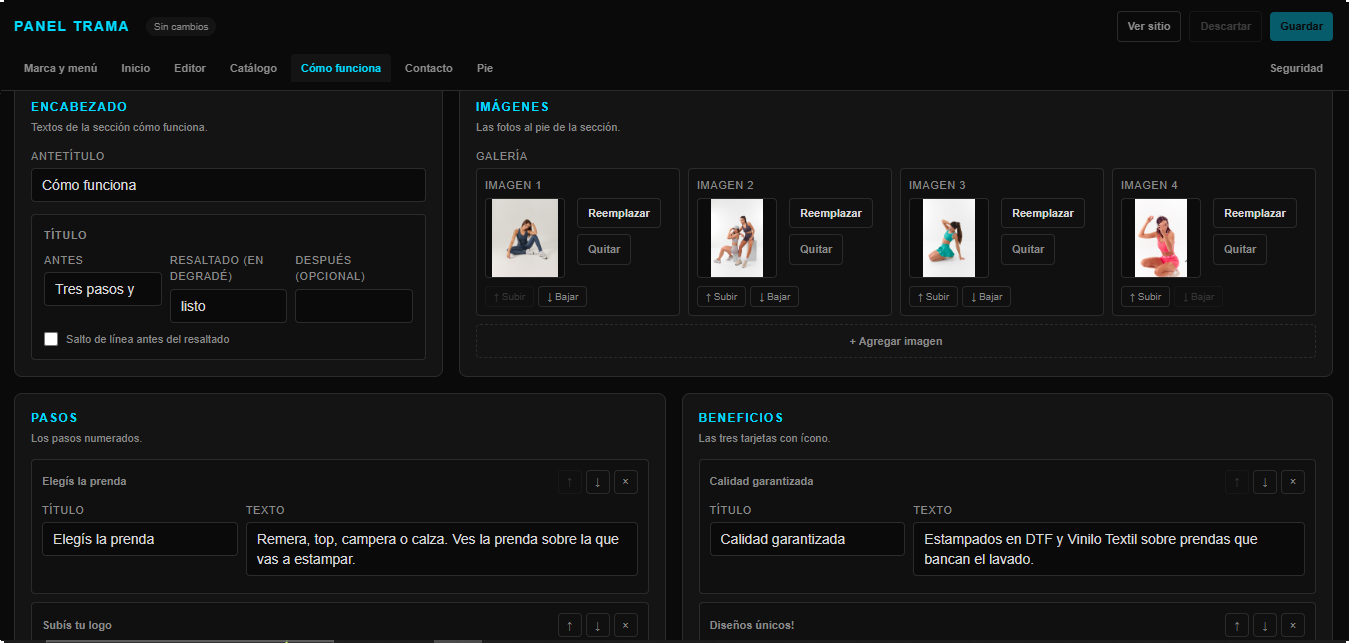 PANEL TRAMA Sin cambios Ver sitio Descartar Guardar
Marca y menú Inicio Editor Catálogo Cómo funciona Contacto Pie Seguridad
ENCABEZADO
Textos de la sección cómo funciona.
ANTETÍTULO
Cómo funciona
TÍTULO
ANTES
Tres pasos y
RESALTADO (EN
DEGRADÉ)
listo
DESPUÉS
(OPCIONAL)
Salto de línea antes del resaltado
IMÁGENES
Las fotos al pie de la sección.
GALERÍA
IMAGEN 1
Reemplazar
Quitar
↑ Subir ↓ Bajar
IMAGEN 2
Reemplazar
Quitar
↑ Subir ↓ Bajar
IMAGEN 3
Reemplazar
Quitar
↑ Subir ↓ Bajar
IMAGEN 4
Reemplazar
Quitar
↑ Subir ↓ Bajar
+ Agregar imagen
PASOS
Los pasos numerados.
Elegís la prenda ↑ ↓ ×
TÍTULO
Elegís la prenda
TEXTO
Remera, top, campera o calza. Ves la prenda sobre la que
vas a estampar.
Subís tu logo ↑ ↓ ×
BENEFICIOS
Las tres tarjetas con ícono.
Calidad garantizada ↑ ↓ ×
TÍTULO
Calidad garantizada
TEXTO
Estampados en DTF y Vinilo Textil sobre prendas que
bancan el lavado.
Diseños únicos! ↑ ↓ ×